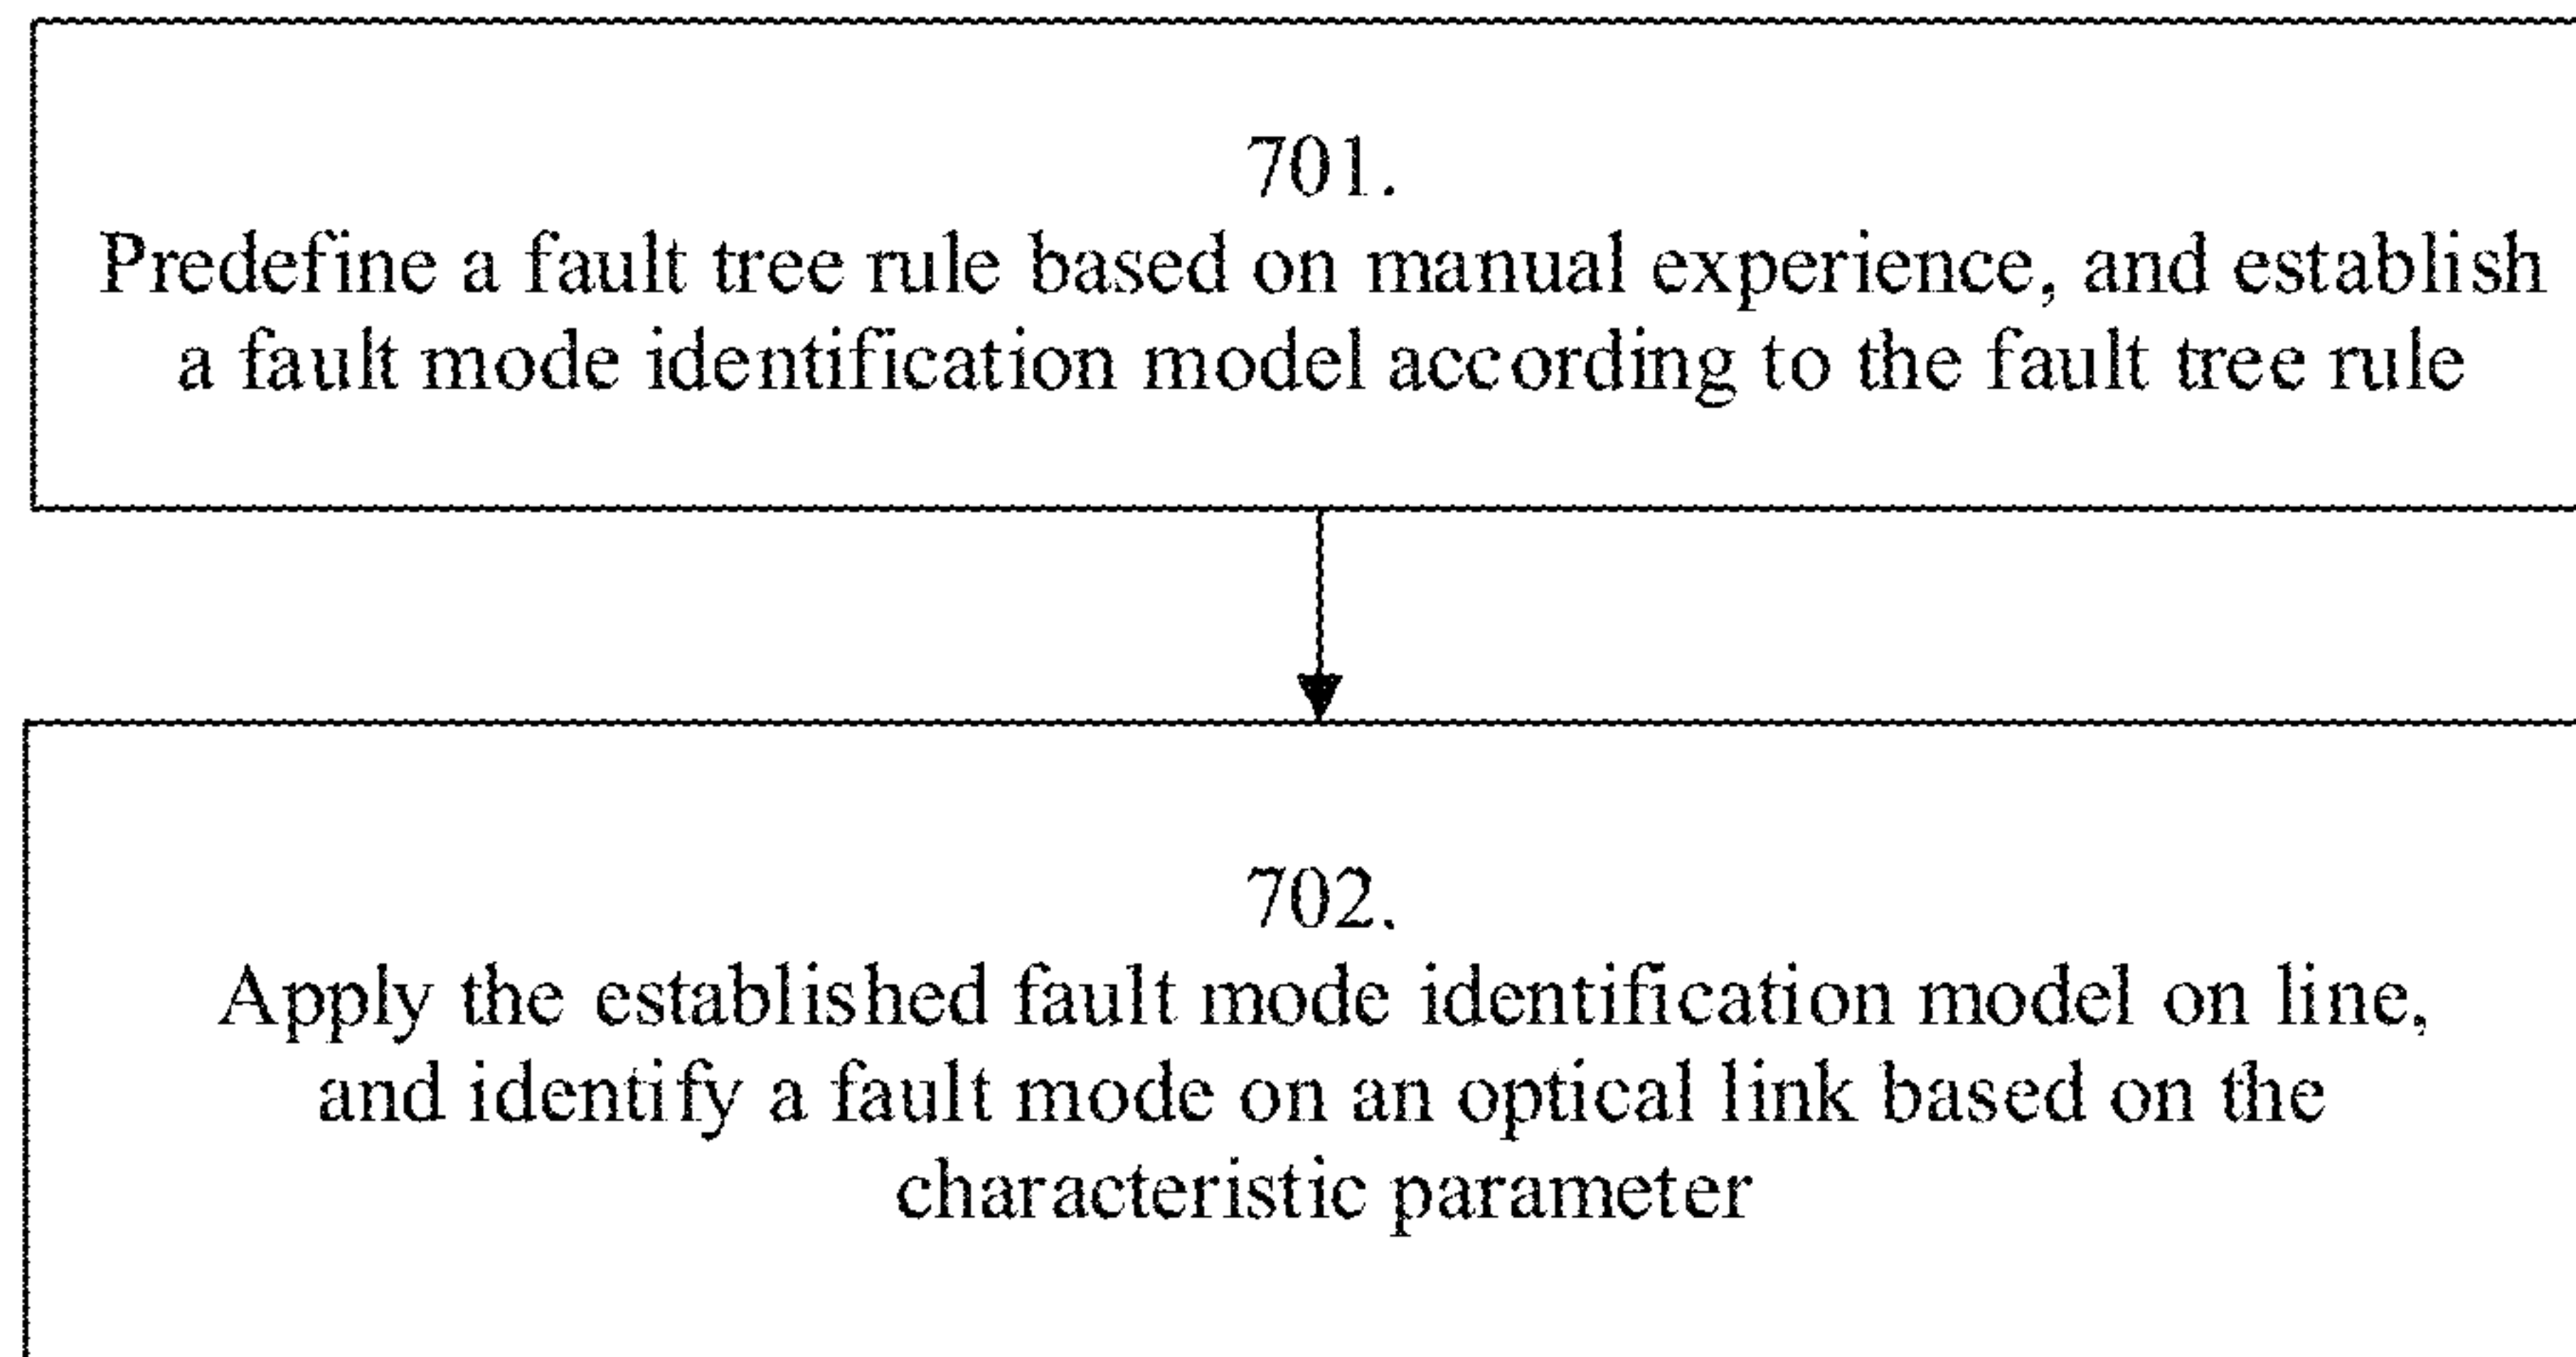 701.
Predefine a fault tree rule based on manual experience, and establish
a fault mode identification model according to the fault tree rule
702.
Apply the established fault mode identification model on line,
and identify a fault mode on an optical link based on the
characteristic parameter